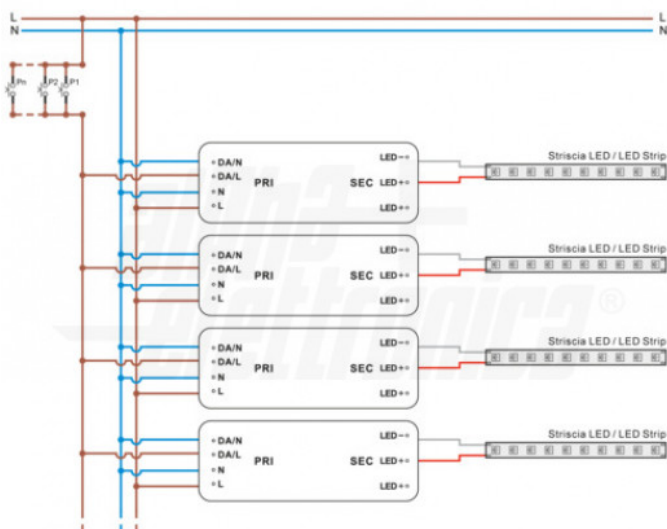 L L
N N
Pn P2 P1
Striscia LED / LED Strip
DA/N LED-
DA/L PRI SEC LED+
N
L LED+
Striscia LED / LED Strip
DA/N LED-
DA/L PRI SEC LED+
N
L LED+
Striscia LED / LED Strip
DA/N LED-
DA/L PRI SEC LED+
N
L LED+
Striscia LED / LED Strip
DA/N LED-
DA/L PRI SEC LED+
N
L LED+
alpha
elettronica®